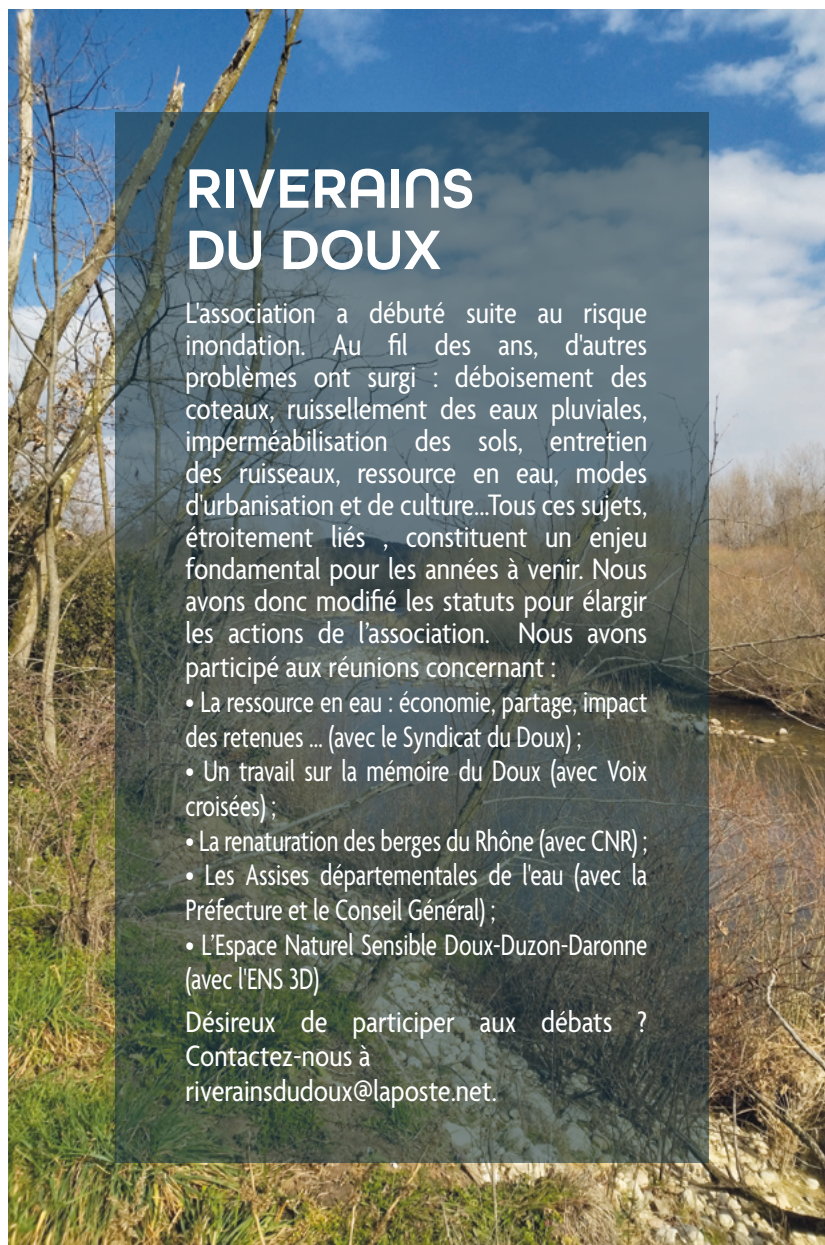 RIVERAINS
DU DOUX
L'association a débuté suite au risque
inondation. Au fil des ans, d'autres
problèmes ont surgi : déboisement des
coteaux, ruissellement des eaux pluviales,
imperméabilisation des sols, entretien
des ruisseaux, ressource en eau, modes
d'urbanisation et de culture...Tous ces sujets,
étroitement liés , constituent un enjeu
fondamental pour les années à venir. Nous
avons donc modifié les statuts pour élargir
les actions de l’association. Nous avons
participé aux réunions concernant :
• La ressource en eau : économie, partage, impact
des retenues ... (avec le Syndicat du Doux) ;
• Un travail sur la mémoire du Doux (avec Voix
croisées) ;
• La renaturation des berges du Rhône (avec CNR) ;
• Les Assises départementales de l'eau (avec la
Préfecture et le Conseil Général) ;
• L’Espace Naturel Sensible Doux-Duzon-Daronne
(avec l'ENS 3D)
Désireux de participer aux débats ?
Contactez-nous à
riverainsdudoux@laposte.net.